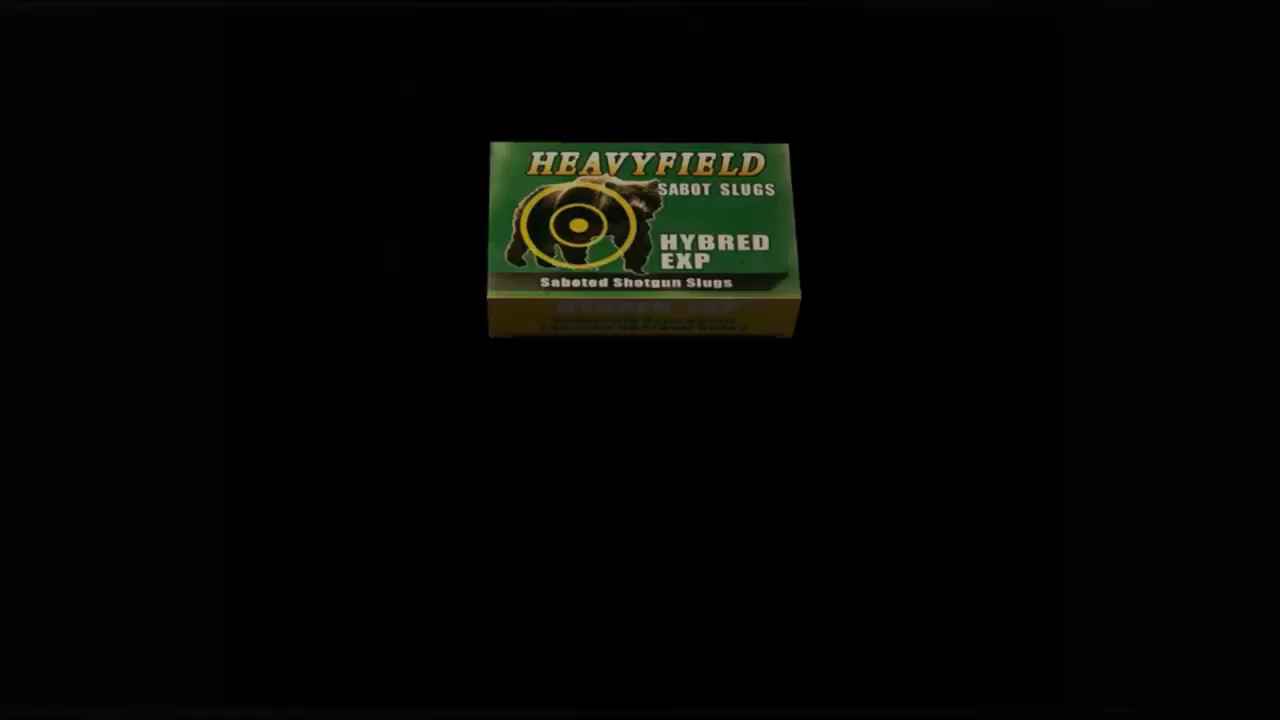 HEAVYFIELD
SABOT SLUGS
HYBRED
EXP
Saboted Shotgun Slugs